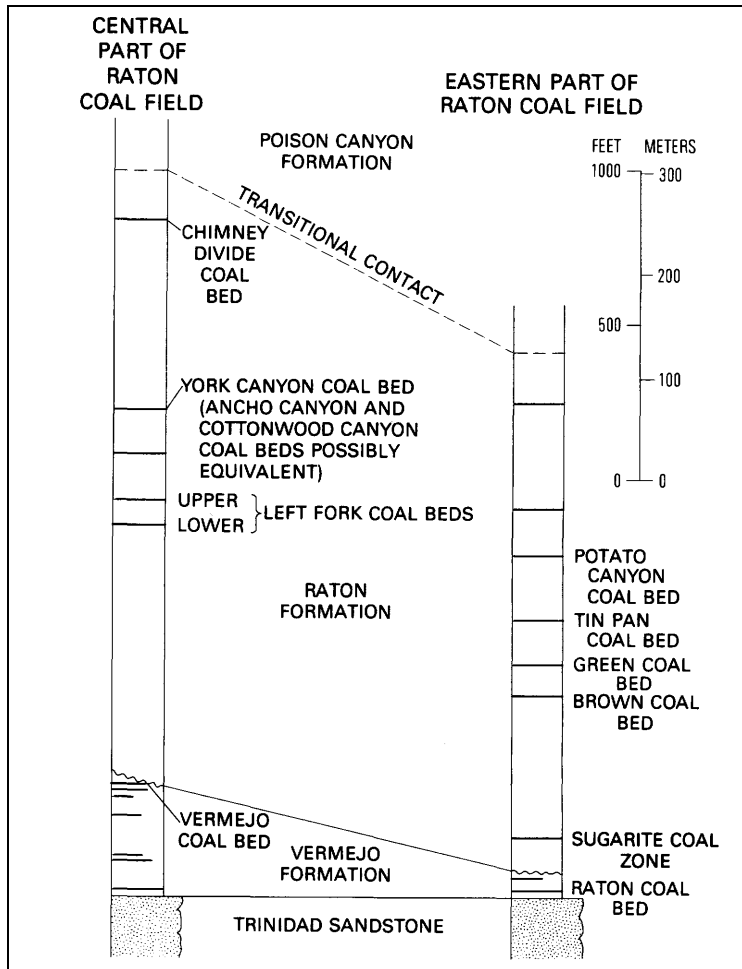 CENTRAL
PART OF
RATON
COAL FIELD
EASTERN PART OF
RATON COAL FIELD
POISON CANYON
FORMATION
FEET METERS
1000 300
200
500
100
0 0
TRANSITIONAL CONTACT
CHIMNEY
DIVIDE
COAL
BED
YORK CANYON COAL BED
(ANCHO CANYON AND
COTTONWOOD CANYON
COAL BEDS POSSIBLY
EQUIVALENT)
UPPER
LOWER
LEFT FORK COAL BEDS
RATON
FORMATION
POTATO
CANYON
COAL BED
TIN PAN
COAL BED
GREEN COAL
BED
BROWN COAL
BED
VERMEJO
COAL BED
VERMEJO
FORMATION
SUGARITE COAL
ZONE
RATON COAL
BED
TRINIDAD SANDSTONE